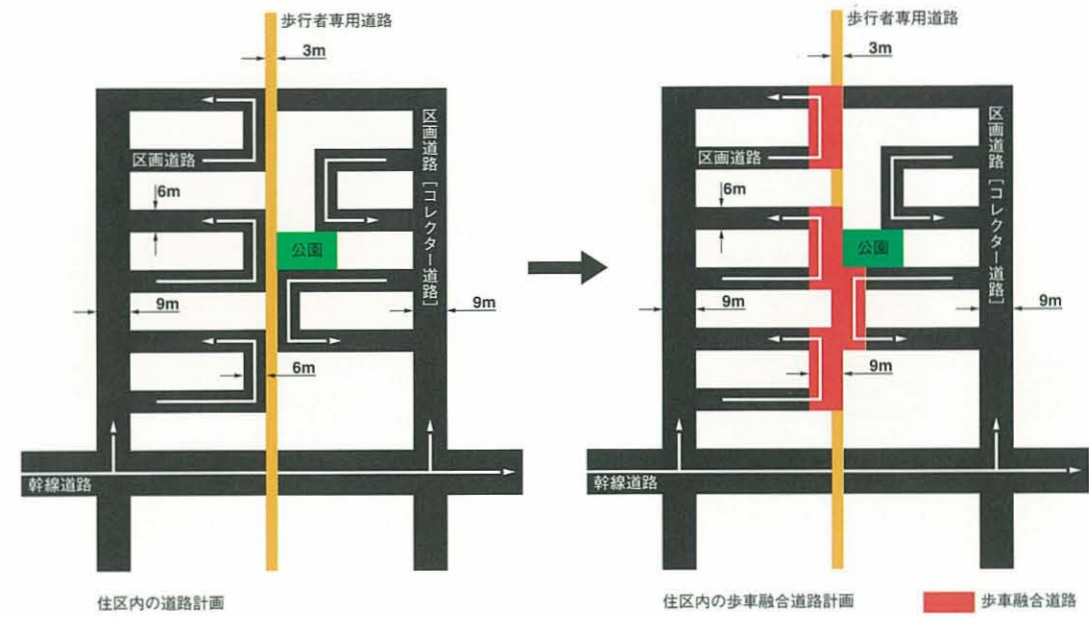 歩行者専用道路
3m
区画道路
区画道路[コレクター道路]
6m
公園
9m
9m
6m
幹線道路
住区内の道路計画
歩行者専用道路
3m
区画道路
区画道路[コレクター道路]
6m
公園
9m
9m
9m
幹線道路
住区内の歩車融合道路計画
歩車融合道路